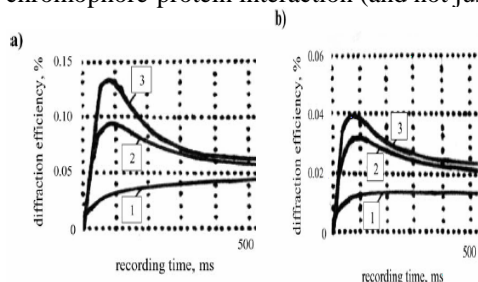 chromophore-protein interaction (and not jus
a)
b)
diffraction efficiency, %
0.15
0.10
0.05
0
3
2
1
500
recording time, ms
diffraction efficiency, %
0.06
0.04
0.02
0
3
2
1
500
recording time, ms